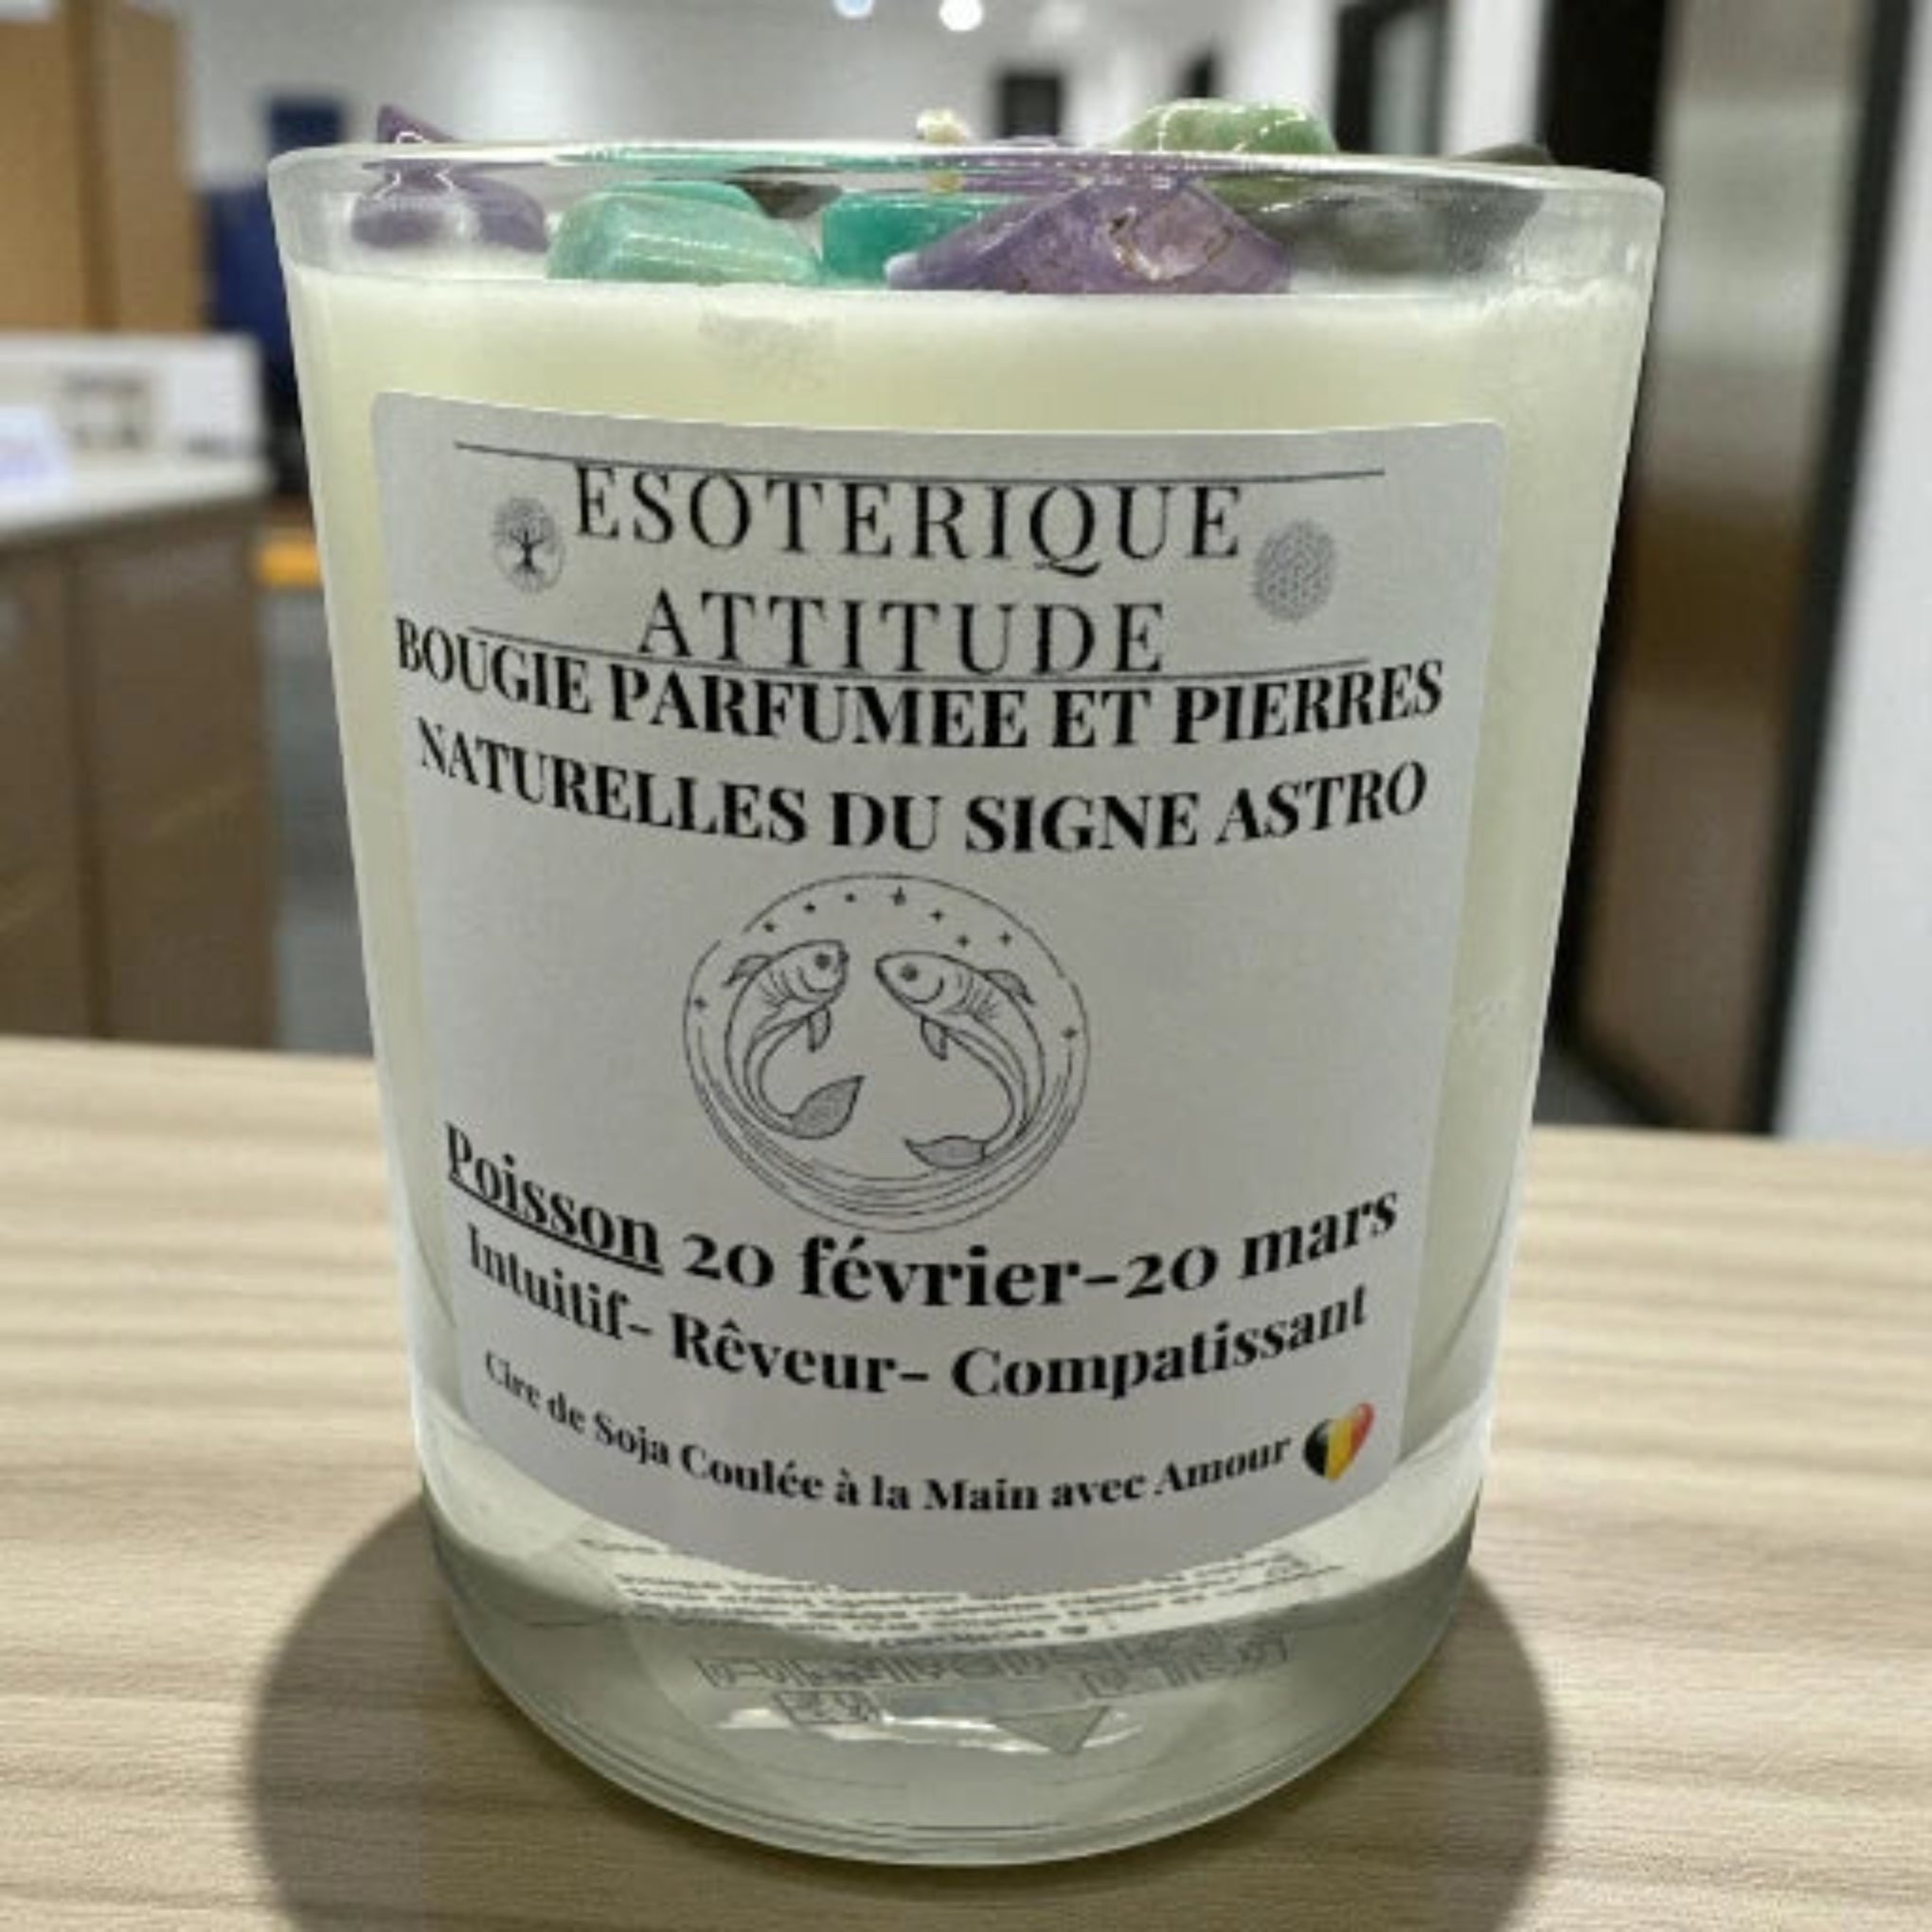 ESOTERIQUE
ATTITUDE
BOUGIE PARFUMEE ET PIERRES
NATURELLES DU SIGNE ASTRO
Poisson 20 février-20 mars
Intuitif- Rêveur- Compatissant
Cire de Soja Coulée à la Main avec Amour